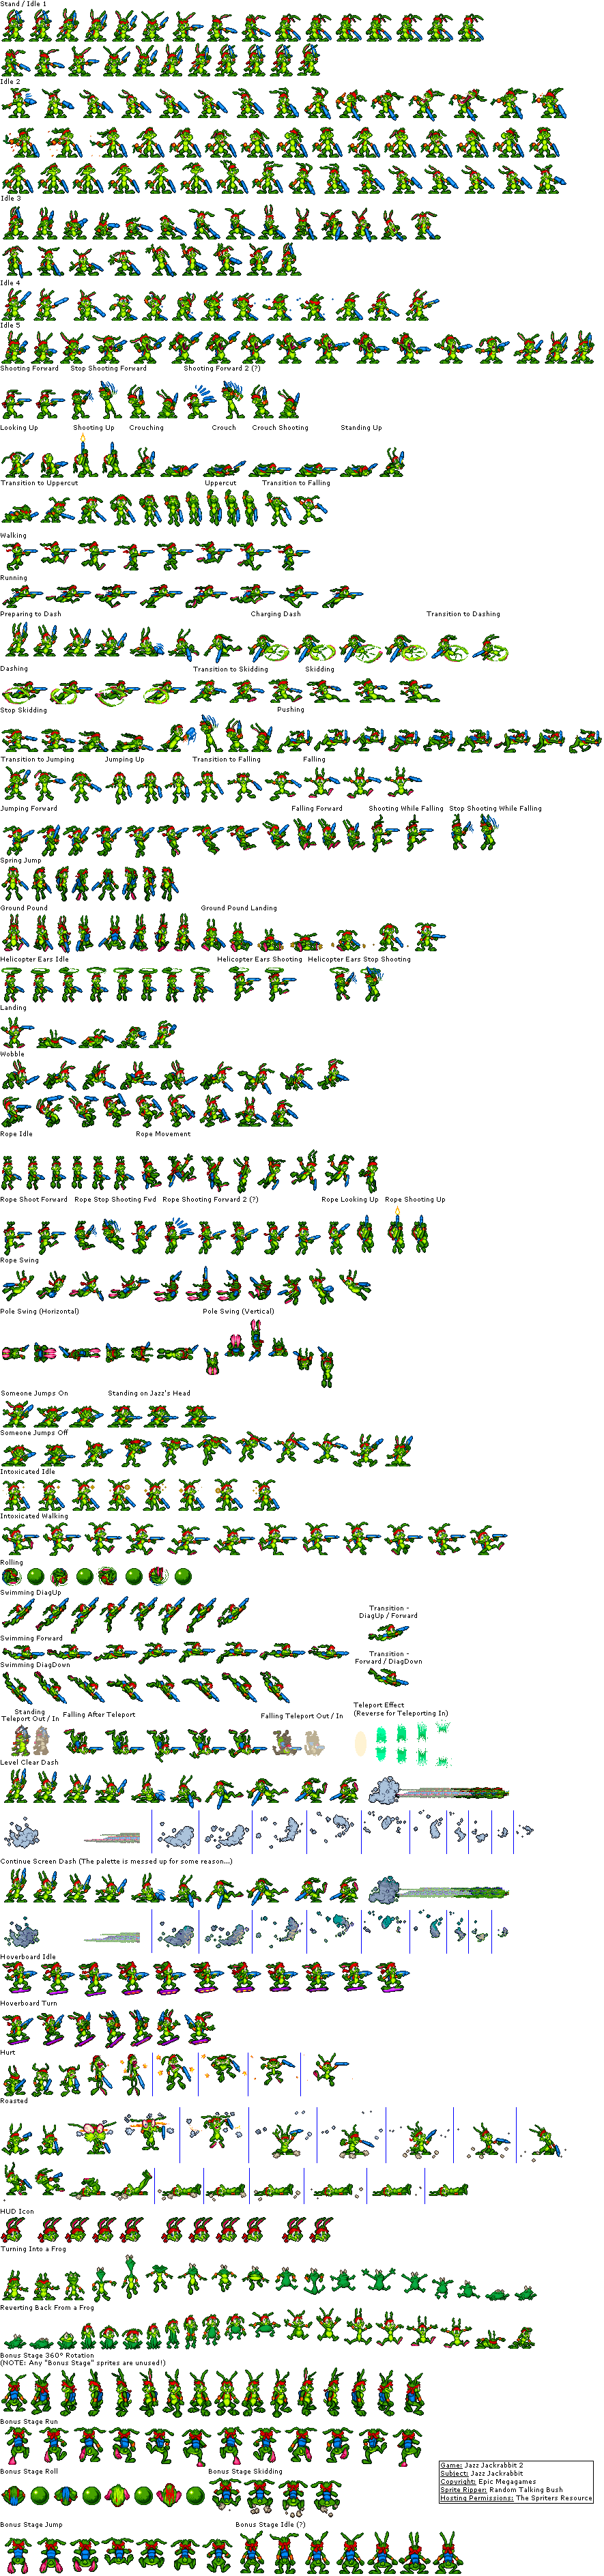 Stand / Idle 1
Idle 2
Idle 3
Idle 4
Idle 5
Shooting Forward Stop Shooting Forward Shooting Forward 2 (?)
Looking Up Shooting Up Crouching Crouch Crouch Shooting Standing Up
Transition to Uppercut Uppercut Transition to Falling
Walking
Running
Preparing to Dash Charging Dash Transition to Dashing
Dashing Transition to Skidding Skidding
Stop Skidding Pushing
Transition to Jumping Jumping Up Transition to Falling Falling
Jumping Forward Falling Forward Shooting While Falling Stop Shooting While Falling
Spring Jump
Ground Pound Ground Pound Landing
Helicopter Ears Idle Helicopter Ears Shooting Helicopter Ears Stop Shooting
Landing
Wobble
Rope Idle Rope Movement
Rope Shoot Forward Rope Stop Shooting Fwd Rope Shooting Forward 2 (?) Rope Looking Up Rope Shooting Up
Rope Swing
Pole Swing (Horizontal) Pole Swing (Vertical)
Someone Jumps On Standing on Jazz's Head
Someone Jumps Off
Intoxicated Idle
Intoxicated Walking
Rolling
Swimming DiagUp
Transition -
DiagUp / Forward
Swimming Forward
Transition -
Forward / DiagDown
Swimming DiagDown
Standing
Teleport Out / In
Falling After Teleport
Falling Teleport Out / In
Teleport Effect
(Reverse for Teleporting In)
Level Clear Dash
Continue Screen Dash (The palette is messed up for some reason...)
Hoverboard Idle
Hoverboard Turn
Hurt
Roasted
HUD Icon
Turning Into a Frog
Reverting Back From a Frog
Bonus Stage 360° Rotation
(NOTE: Any "Bonus Stage" sprites are unused!)
Bonus Stage Run
Bonus Stage Roll Bonus Stage Skidding
Game: Jazz Jackrabbit 2
Subject: Jazz Jackrabbit
Copyright: Epic Megagames
Sprite Ripper: Random Talking Bush
Hosting Permissions: The Spriters Resource
Bonus Stage Jump Bonus Stage Idle (?)